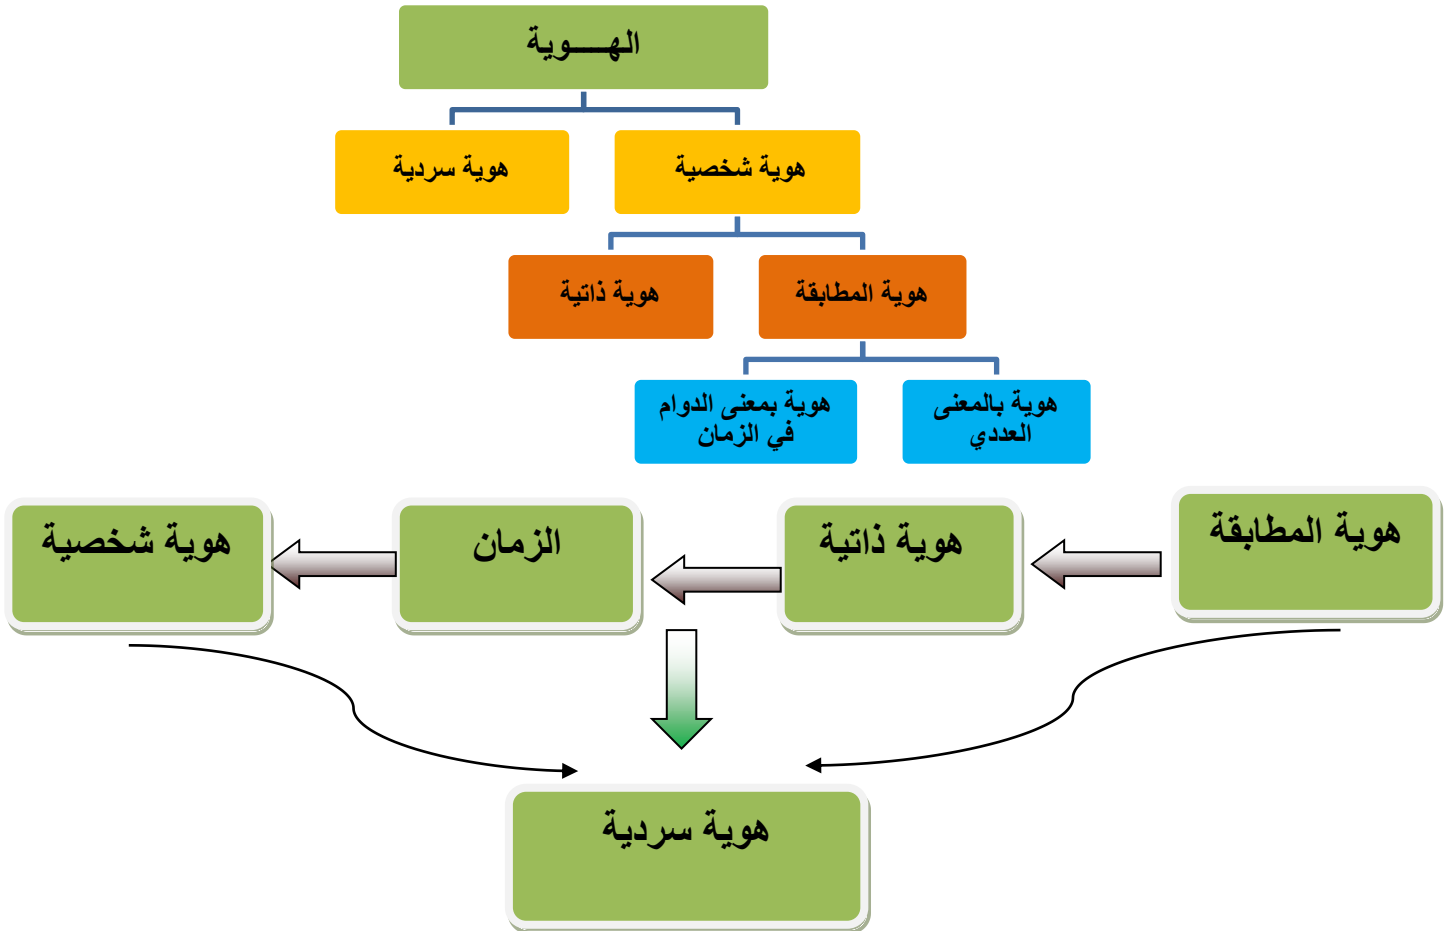 الهـــــوية
هوية شخصية
هوية سردية
هوية المطابقة
هوية ذاتية
هوية بالمعنى
العددي
هوية بمعنى الدوام
في الزمان
هوية المطابقة
هوية ذاتية
الزمان
هوية شخصية
هوية سردية